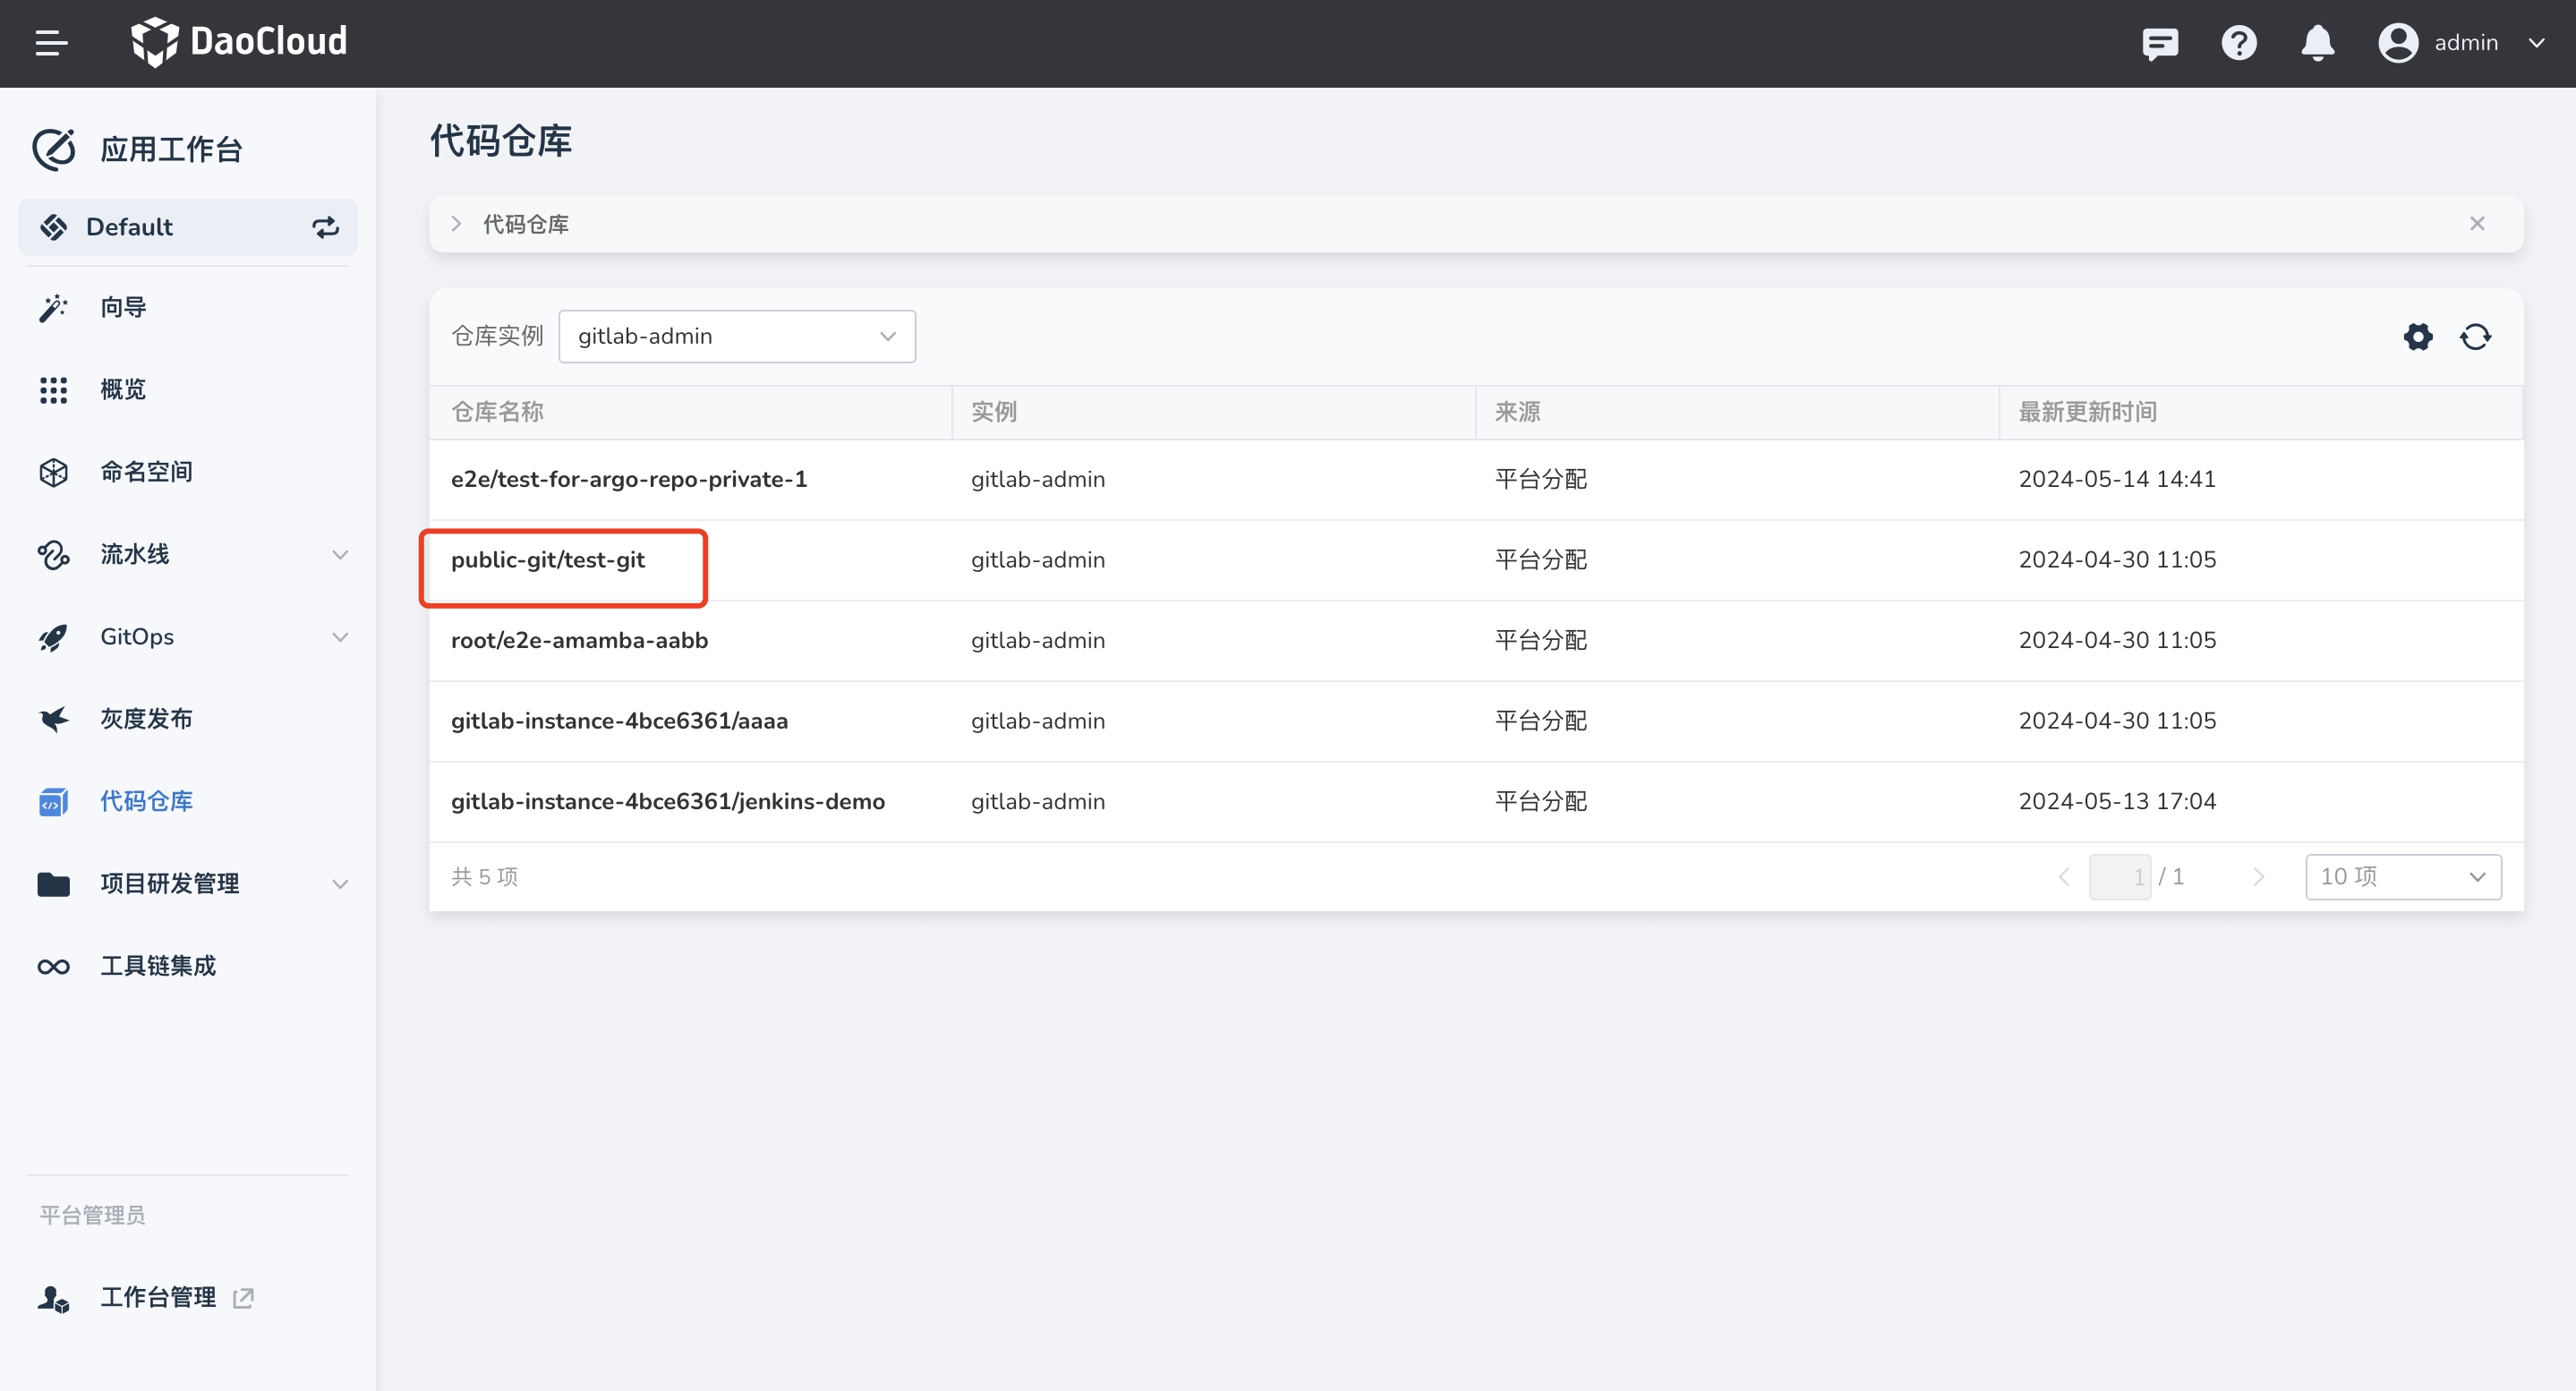 DaoCloud
admin
应用工作台
Default
向导
概览
命名空间
流水线
GitOps
灰度发布
代码仓库
项目研发管理
工具链集成
平台管理员
工作台管理
代码仓库
代码仓库
仓库实例 gitlab-admin
仓库名称 实例 来源 最新更新时间
e2e/test-for-argo-repo-private-1 gitlab-admin 平台分配 2024-05-14 14:41
public-git/test-git gitlab-admin 平台分配 2024-04-30 11:05
root/e2e-amamba-aabb gitlab-admin 平台分配 2024-04-30 11:05
gitlab-instance-4bce6361/aaaa gitlab-admin 平台分配 2024-04-30 11:05
gitlab-instance-4bce6361/jenkins-demo gitlab-admin 平台分配 2024-05-13 17:04
共 5 项 1 / 1 10 项